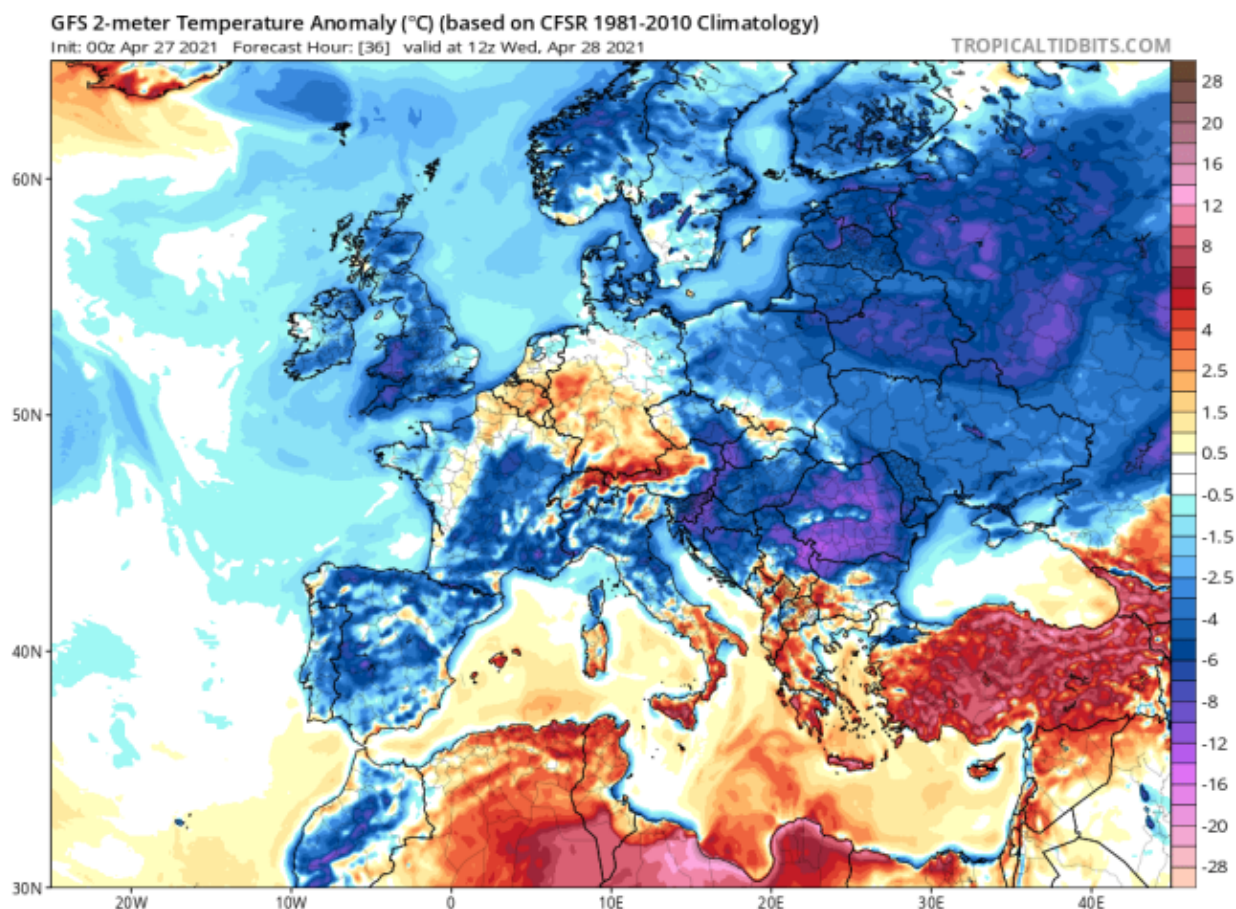 GFS 2-meter Temperature Anomaly (°C) (based on CFSR 1981-2010 Climatology)
Init: 00z Apr 27 2021 Forecast Hour: [36] valid at 12z Wed, Apr 28 2021
TROPICALTIDBITS.COM
60N
50N
40N
30N
20W
10W
0
10E
20E
30E
40E
28
20
16
12
8
6
4
2.5
1.5
0.5
-0.5
-1.5
-2.5
-4
-6
-8
-12
-16
-20
-28